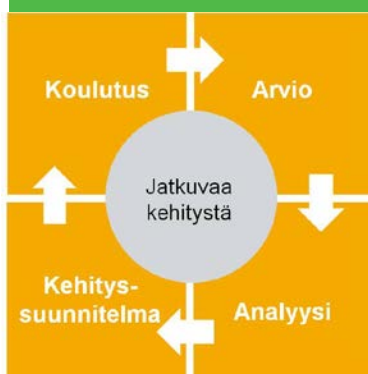 Koulutus
Arvio
Jatkuvaa
kehitystä
Kehitys-
suunnitelma
Analyysi